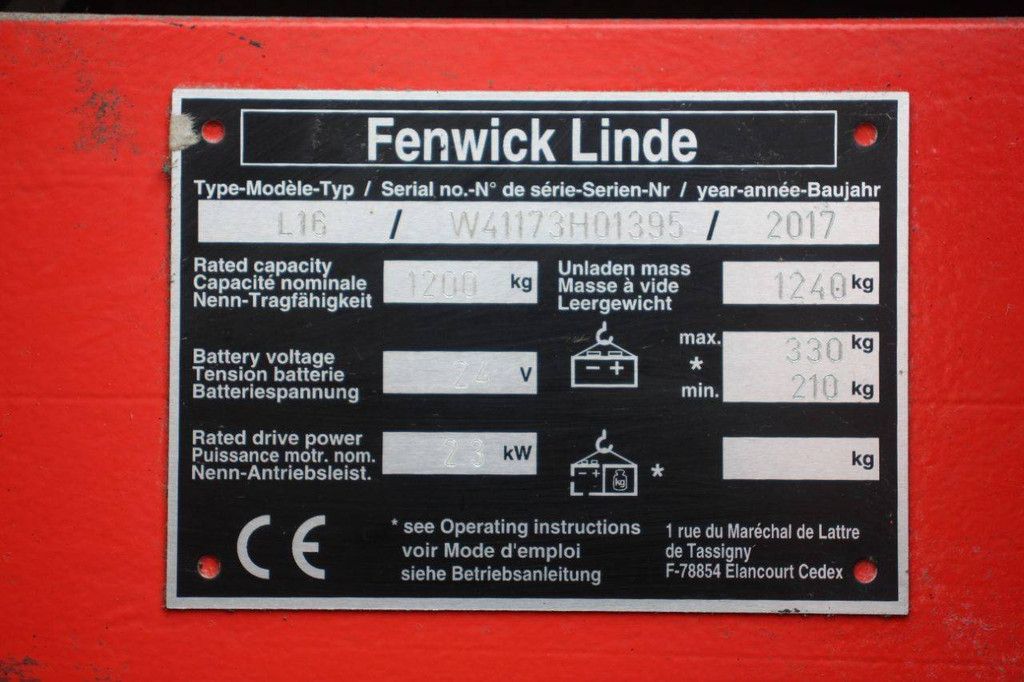 Fenwick Linde
Type-Modèle-Typ / Serial no.-N° de série-Serien-Nr / year-année-Baujahr
L16 / W41173H01395 / 2017
Rated capacity
Capacité nominale
Nenn-Tragfähigkeit
1200 kg
Unladen mass
Masse à vide
Leergewicht
1240 kg
Battery voltage
Tension batterie
Batteriespannung
24 V
- +
max. 330 kg
*
min. 210 kg
Rated drive power
Puissance motr. nom.
Nenn-Antriebsleist.
2.3 kW
- + kg
*
kg
CE
* see Operating instructions
voir Mode d'emploi
siehe Betriebsanleitung
1 rue du Maréchal de Lattre
de Tassigny
F-78854 Elancourt Cedex